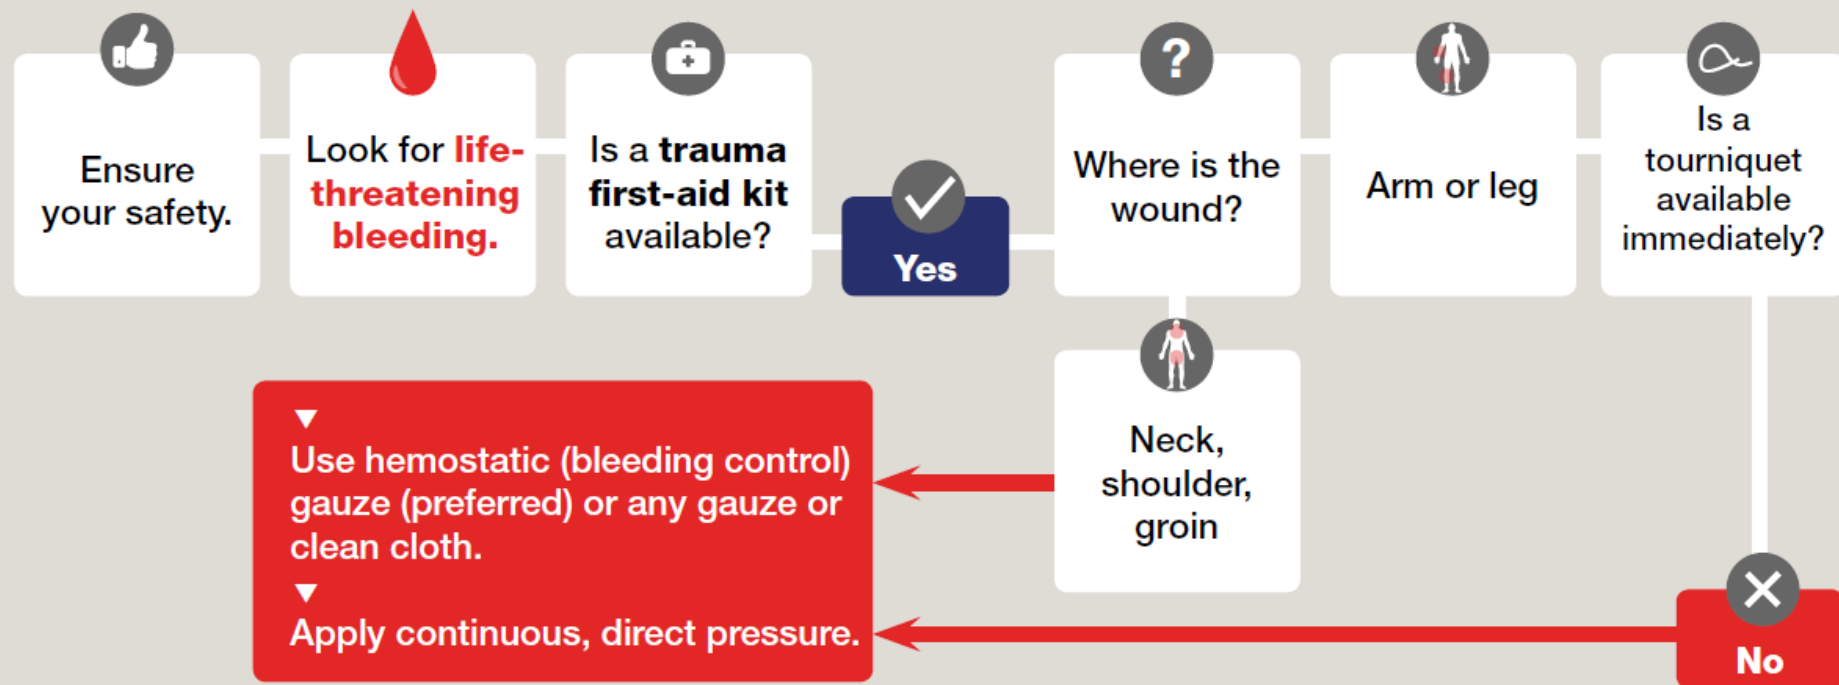 Ensure
your safety.
Look for life-
threatening
bleeding.
Is a trauma
first-aid kit
available?
Yes
Where is the
wound?
Arm or leg
Is a
tourniquet
available
immediately?
Neck,
shoulder,
groin
▼
Use hemostatic (bleeding control)
gauze (preferred) or any gauze or
clean cloth.
▼
Apply continuous, direct pressure.
No
?